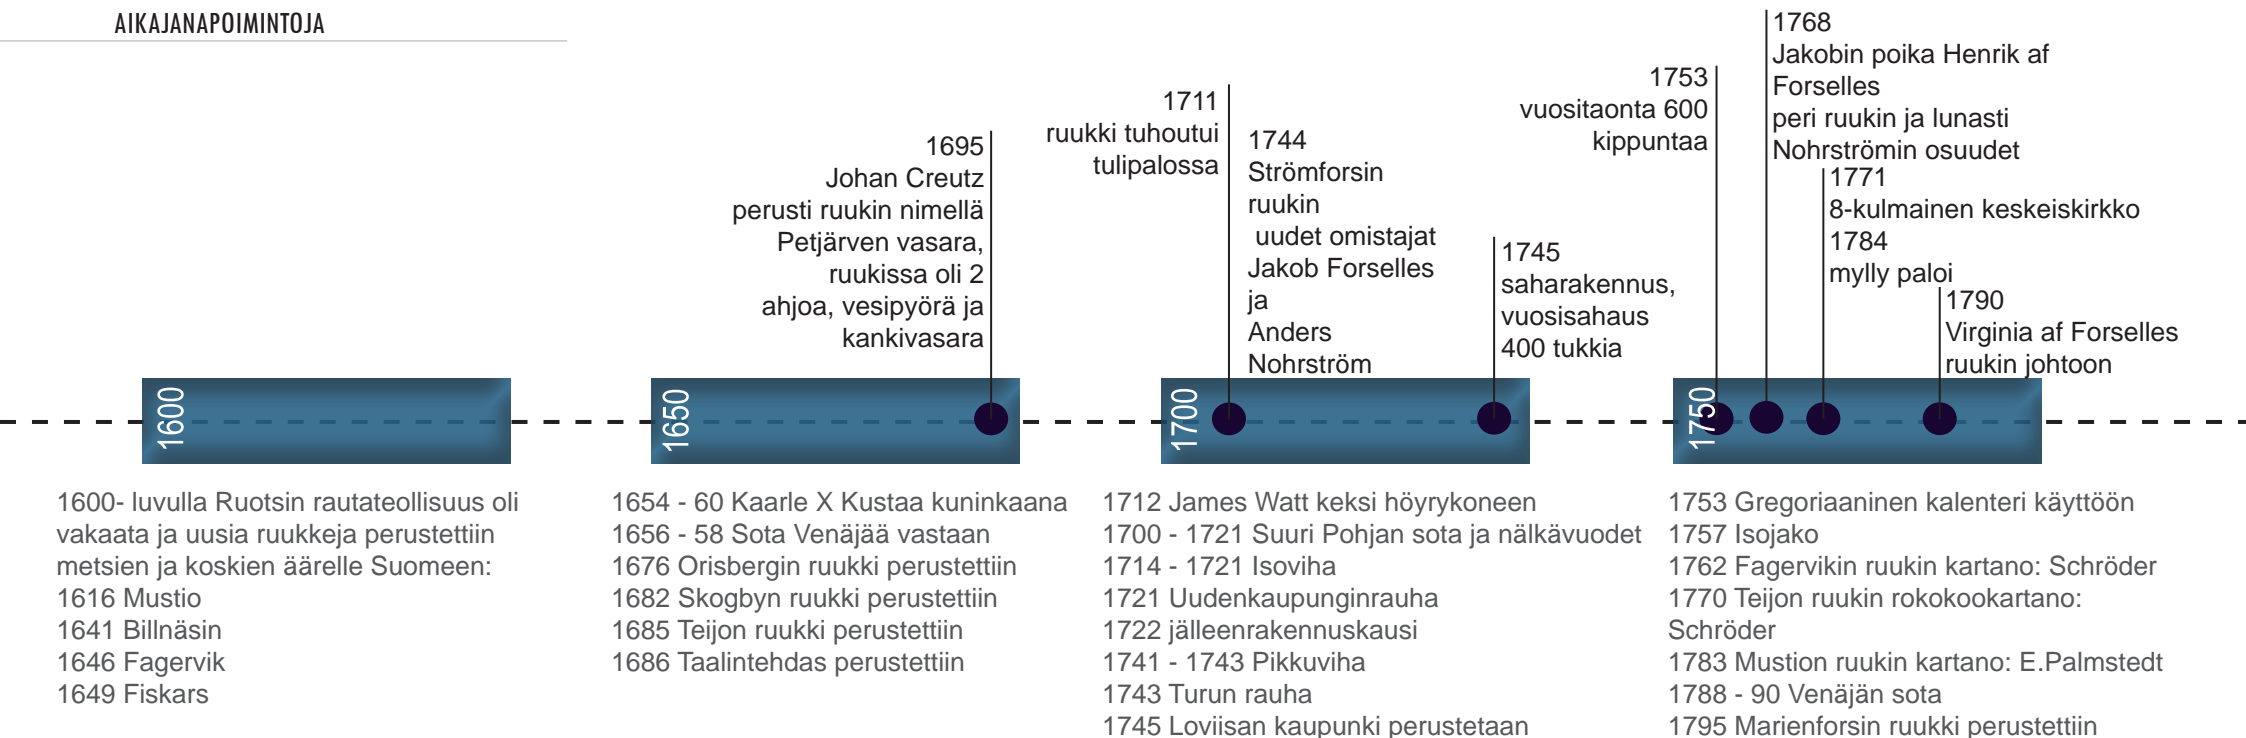 AIKAJANAPOIMINTOJA
1695
Johan Creutz
perusti ruukin nimellä
Petjärven vasara,
ruukissa oli 2
ahjoa, vesipyörä ja
kankivasara
1711
ruukki tuhoutui
tulipalossa
1744
Strömforsin
ruukin
uudet omistajat
Jakob Forselles
ja
Anders
Nohrström
1745
saharakennus,
vuosisahaus
400 tukkia
1753
vuositaonta 600
kippuntaa
1768
Jakobin poika Henrik af
Forselles
peri ruukin ja lunasti
Nohrströmin osuudet
1771
8-kulmainen keskeiskirkko
1784
mylly paloi
1790
Virginia af Forselles
ruukin johtoon
1600
1650
1700
1750
1600- luvulla Ruotsin rautateollisuus oli
vakaata ja uusia ruukkeja perustettiin
metsien ja koskien äärelle Suomeen:
1616 Mustio
1641 Billnäsin
1646 Fagervik
1649 Fiskars
1654 - 60 Kaarle X Kustaa kuninkaana
1656 - 58 Sota Venäjää vastaan
1676 Orisbergin ruukki perustettiin
1682 Skogbyn ruukki perustettiin
1685 Teijon ruukki perustettiin
1686 Taalintehdas perustettiin
1712 James Watt keksi höyrykoneen
1700 - 1721 Suuri Pohjan sota ja nälkävuodet
1714 - 1721 Isoviha
1721 Uudenkaupunginrauha
1722 jälleenrakennuskausi
1741 - 1743 Pikkuviha
1743 Turun rauha
1745 Loviisan kaupunki perustetaan
1753 Gregoriaaninen kalenteri käyttöön
1757 Isojako
1762 Fagervikin ruukin kartano: Schröder
1770 Teijon ruukin rokokookartano:
Schröder
1783 Mustion ruukin kartano: E.Palmstedt
1788 - 90 Venäjän sota
1795 Marienforsin ruukki perustettiin